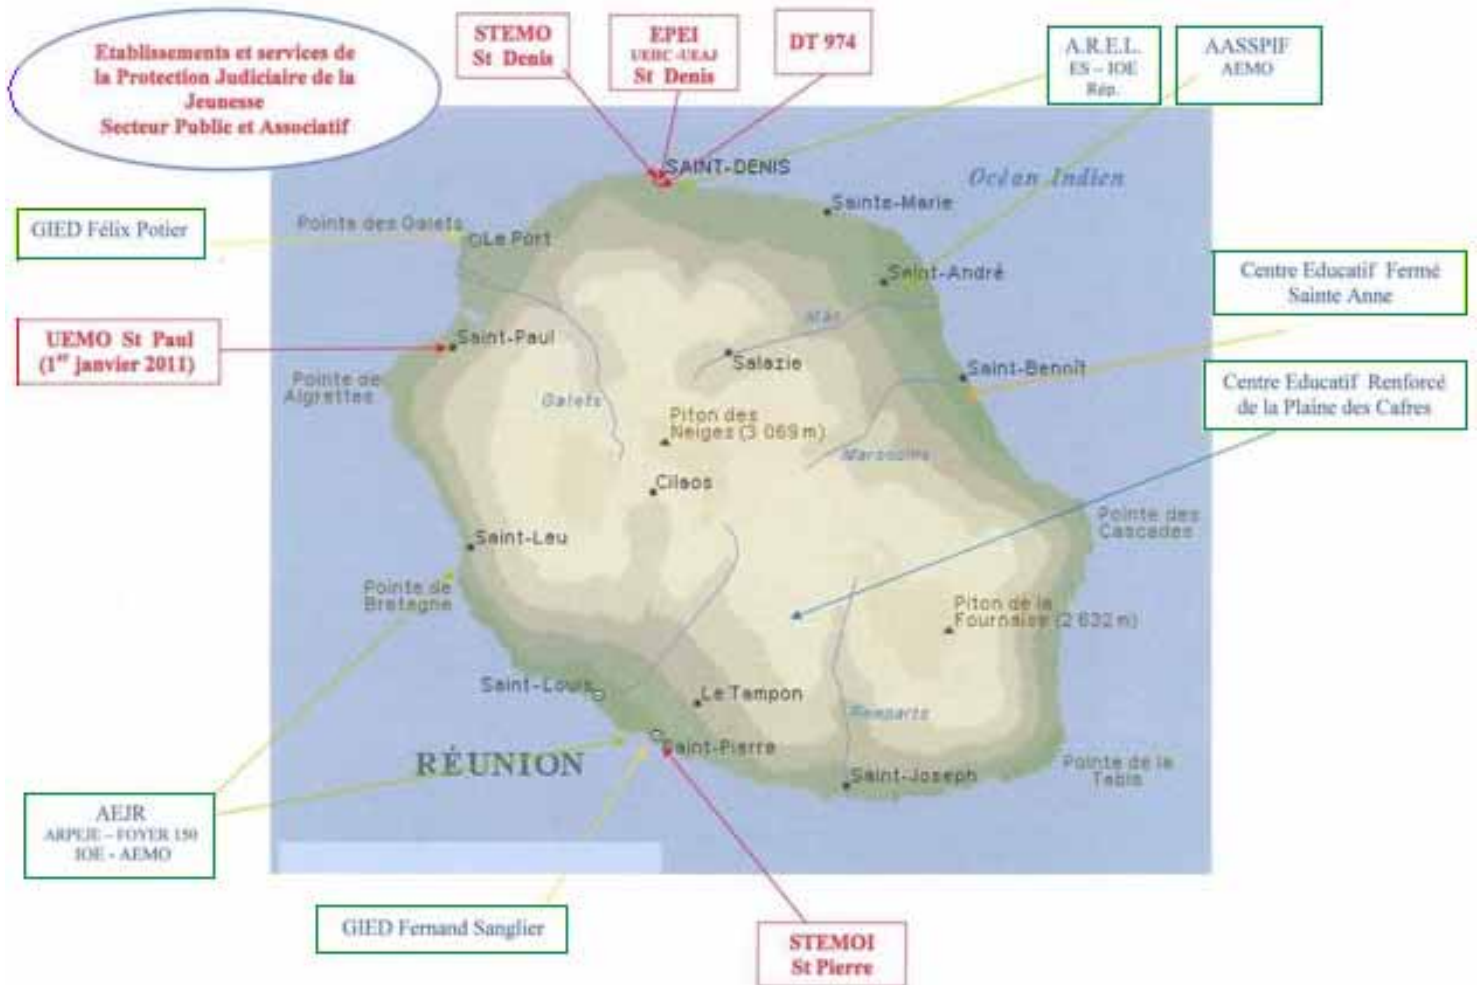 Etablissements et services de
la Protection Judiciaire de la
Jeunesse
Secteur Public et Associatif
STEMO
St Denis
EPEI
UEHC -UEAJ
St Denis
DT 974
A.R.E.L.
ES – IOE
Rép.
AASSPIF
AEMO
SAINT-DENIS
Océan Indien
Sainte-Marie
GIED Félix Potier
Pointe des Galets
Le Port
Saint-André
Centre Educatif Fermé
Sainte Anne
UEMO St Paul
(1er janvier 2011)
Saint-Paul
Mât
Salazie
Saint-Benoît
Pointe de
Aigrettes
Galets
Centre Educatif Renforcé
de la Plaine des Cafres
Piton des
Neiges (3 069 m)
Marsouins
Cilaos
Pointe des
Cascades
Saint-Leu
Pointe de
Bretagne
Piton de la
Fournaise (2 632 m)
Saint-Louis
Le Tampon
Remparts
RÉUNION
Saint-Pierre
Saint-Joseph
Pointe de la
Table
AEJR
ARPEJE – FOYER 150
IOE - AEMO
GIED Fernand Sanglier
STEMOI
St Pierre